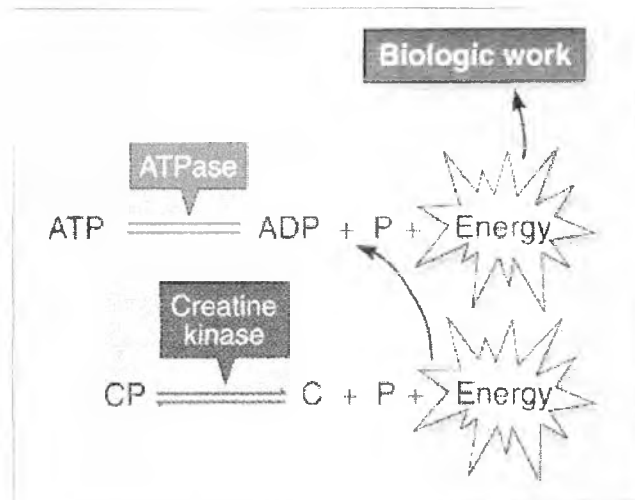 Biologic work
ATPase
ATP ADP + P + Energy
Creatine
kinase
CP C + P + Energy